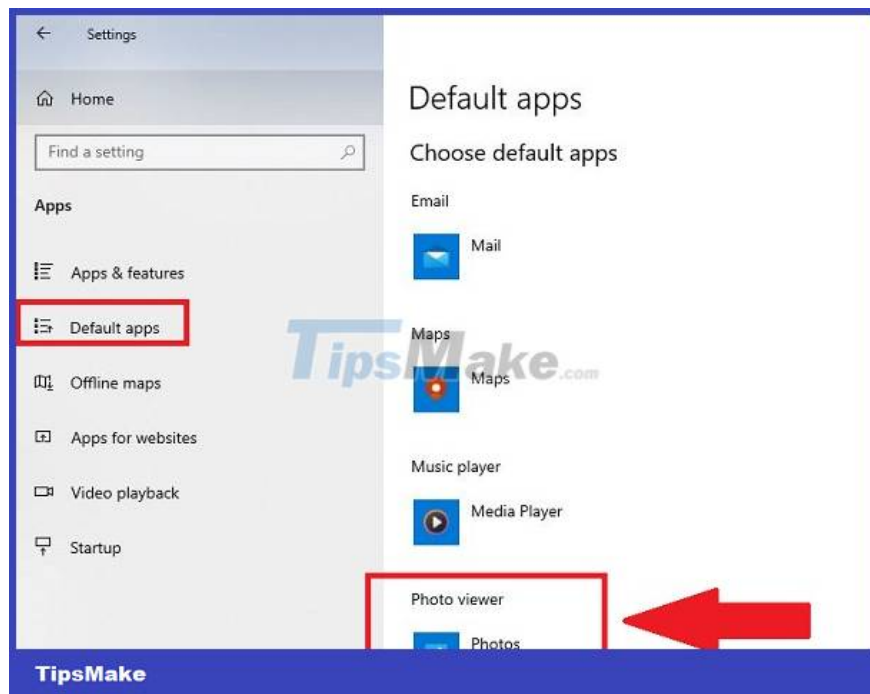 Settings
Home
Find a setting
Apps
Apps & features
Default apps
Offline maps
Apps for websites
Video playback
Startup
Default apps
Choose default apps
Email
Mail
Maps
Maps
Music player
Media Player
Photo viewer
Photos
TipsMake.com
TipsMake